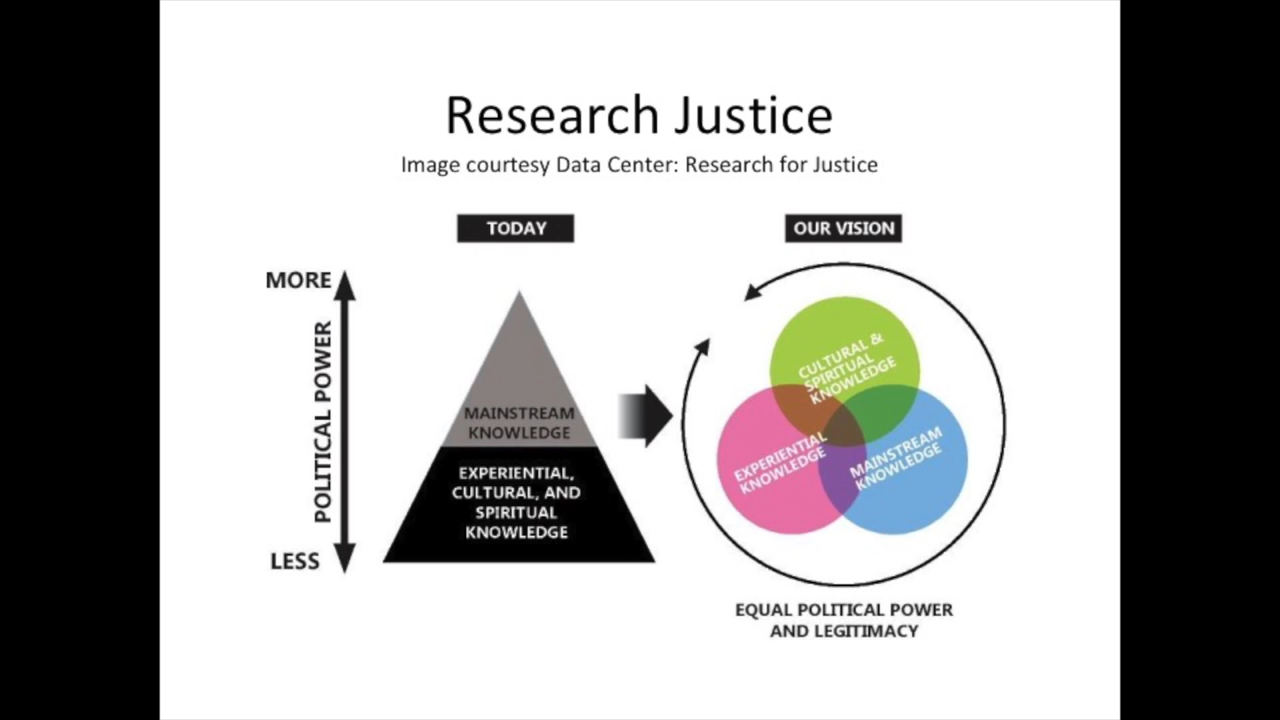 Research Justice
Image courtesy Data Center: Research for Justice
TODAY
OUR VISION
MORE
POLITICAL POWER
LESS
MAINSTREAM
KNOWLEDGE
EXPERIENTIAL,
CULTURAL, AND
SPIRITUAL
KNOWLEDGE
CULTURAL &
SPIRITUAL
KNOWLEDGE
EXPERIENTIAL
KNOWLEDGE
MAINSTREAM
KNOWLEDGE
EQUAL POLITICAL POWER
AND LEGITIMACY